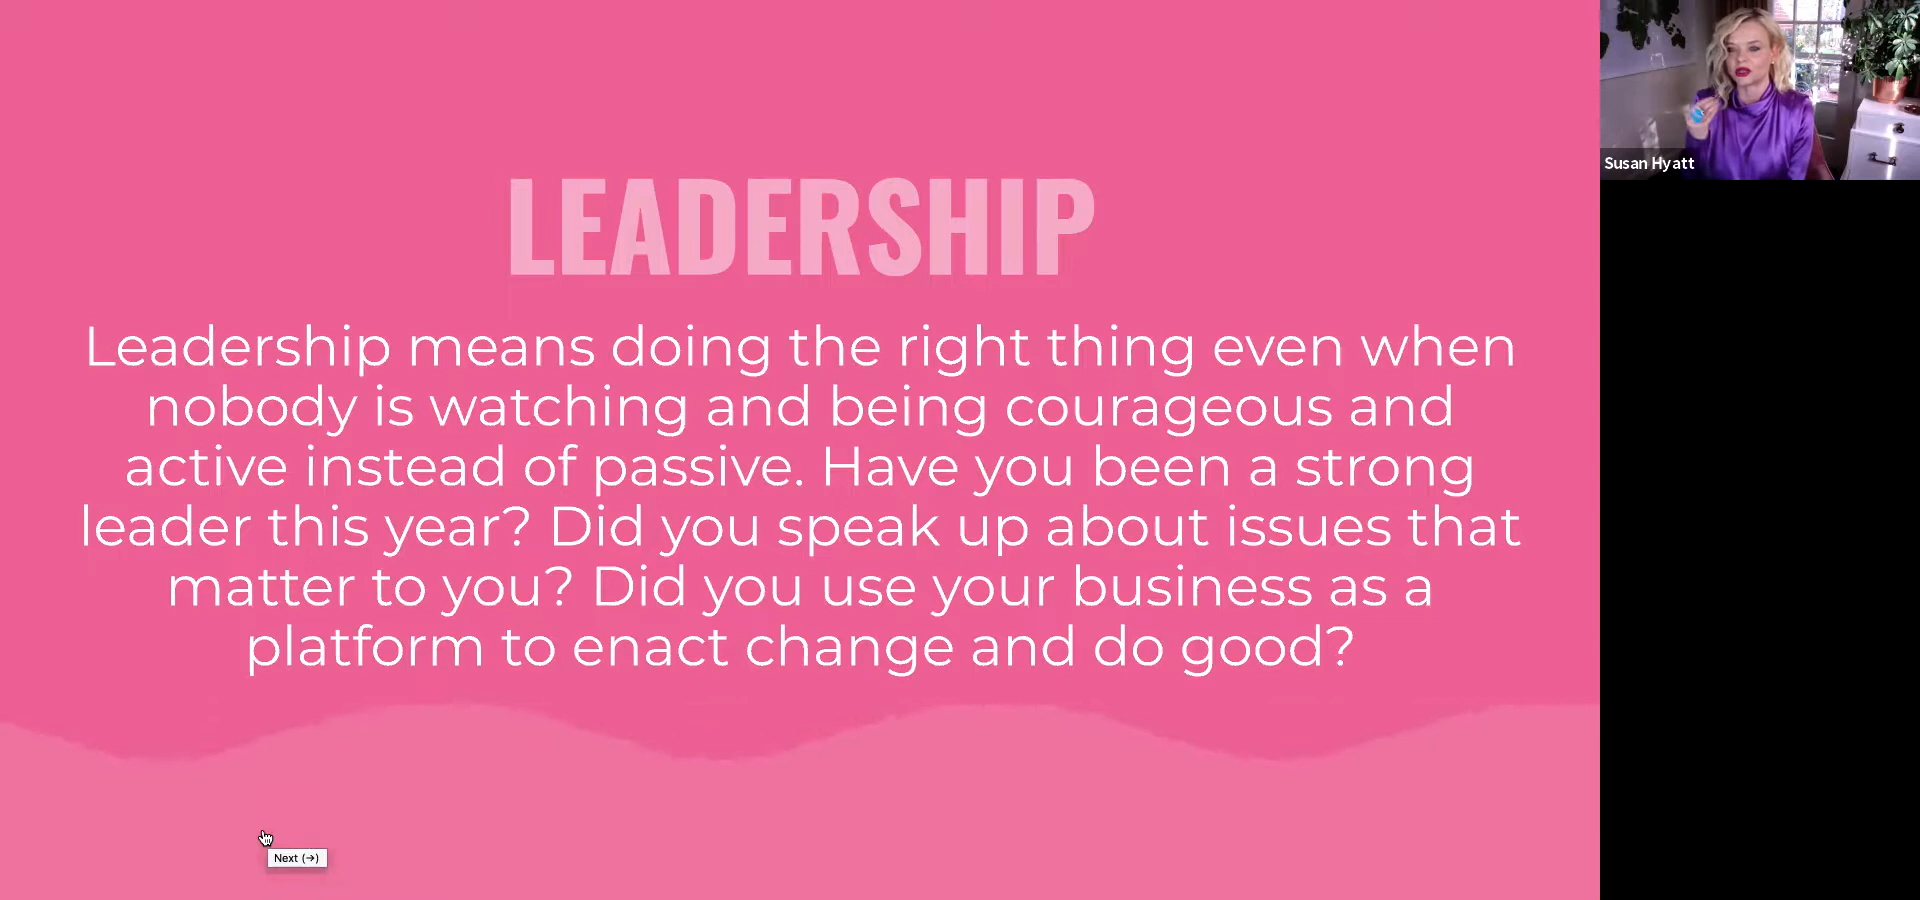 LEADERSHIP
Leadership means doing the right thing even when
nobody is watching and being courageous and
active instead of passive. Have you been a strong
leader this year? Did you speak up about issues that
matter to you? Did you use your business as a
platform to enact change and do good?
Susan Hyatt
Next (→)